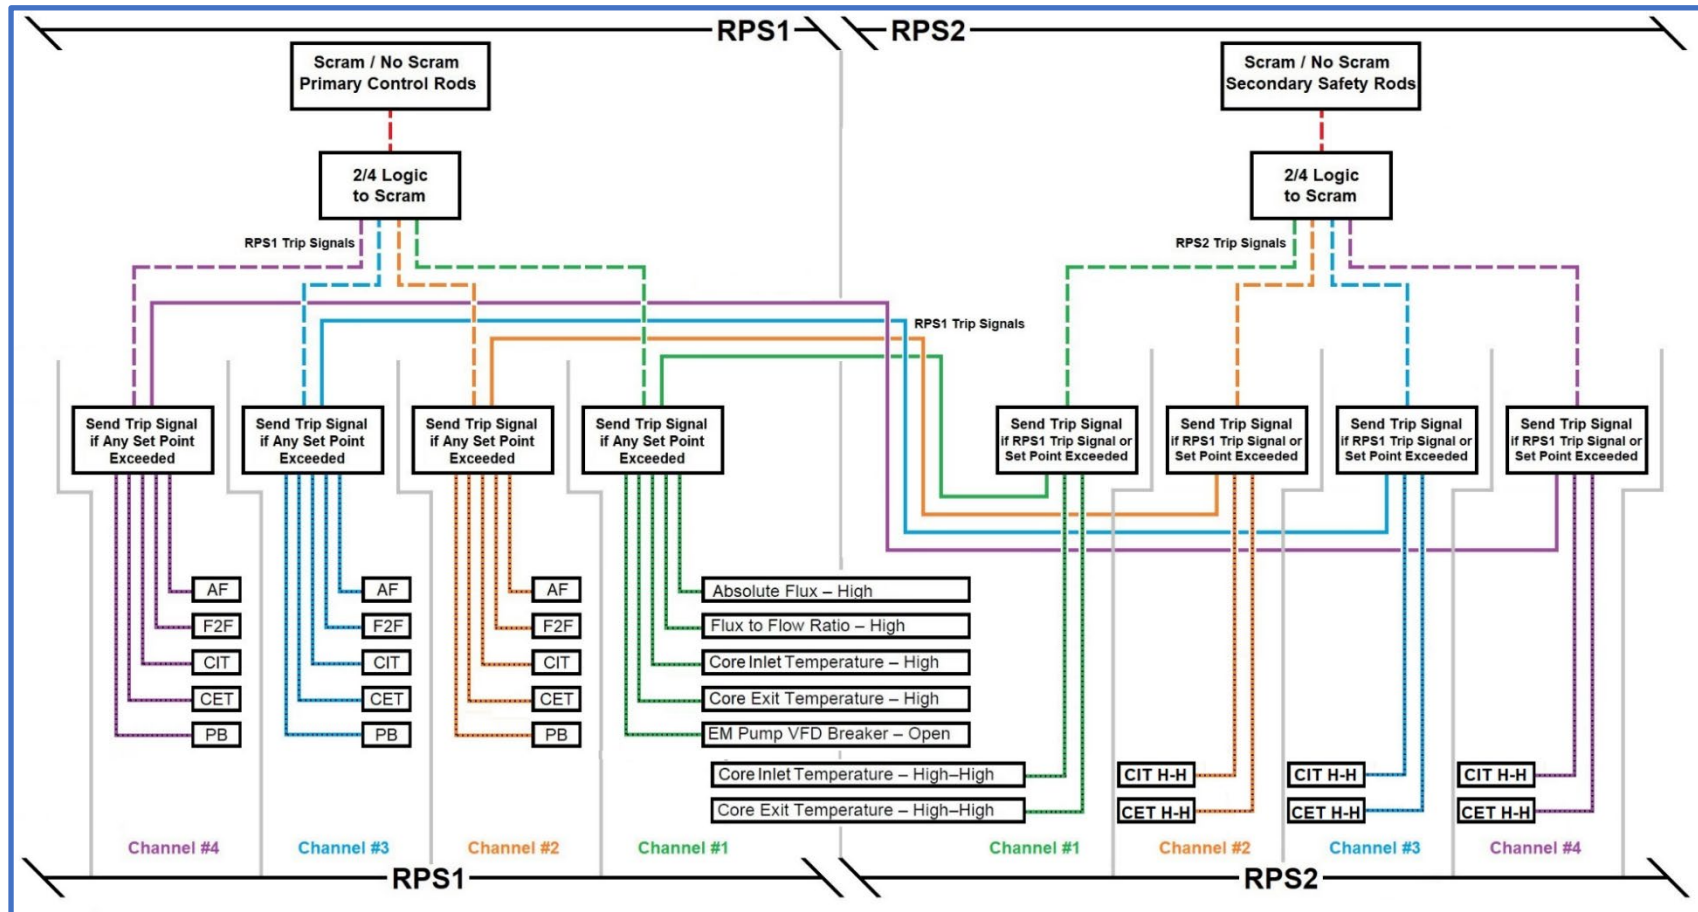 RPS1
RPS2
Scram / No Scram
Primary Control Rods
Scram / No Scram
Secondary Safety Rods
2/4 Logic
to Scram
2/4 Logic
to Scram
RPS1 Trip Signals
RPS2 Trip Signals
RPS1 Trip Signals
Send Trip Signal
if Any Set Point
Exceeded
Send Trip Signal
if Any Set Point
Exceeded
Send Trip Signal
if Any Set Point
Exceeded
Send Trip Signal
if Any Set Point
Exceeded
Send Trip Signal
if RPS1 Trip Signal or
Set Point Exceeded
Send Trip Signal
if RPS1 Trip Signal or
Set Point Exceeded
Send Trip Signal
if RPS1 Trip Signal or
Set Point Exceeded
Send Trip Signal
if RPS1 Trip Signal or
Set Point Exceeded
AF
AF
AF
Absolute Flux – High
F2F
F2F
F2F
Flux to Flow Ratio – High
CIT
CIT
CIT
Core Inlet Temperature – High
CET
CET
CET
Core Exit Temperature – High
PB
PB
PB
EM Pump VFD Breaker – Open
Core Inlet Temperature – High–High
CIT H-H
CIT H-H
CIT H-H
Core Exit Temperature – High–High
CET H-H
CET H-H
CET H-H
Channel #4
Channel #3
Channel #2
Channel #1
Channel #1
Channel #2
Channel #3
Channel #4
RPS1
RPS2